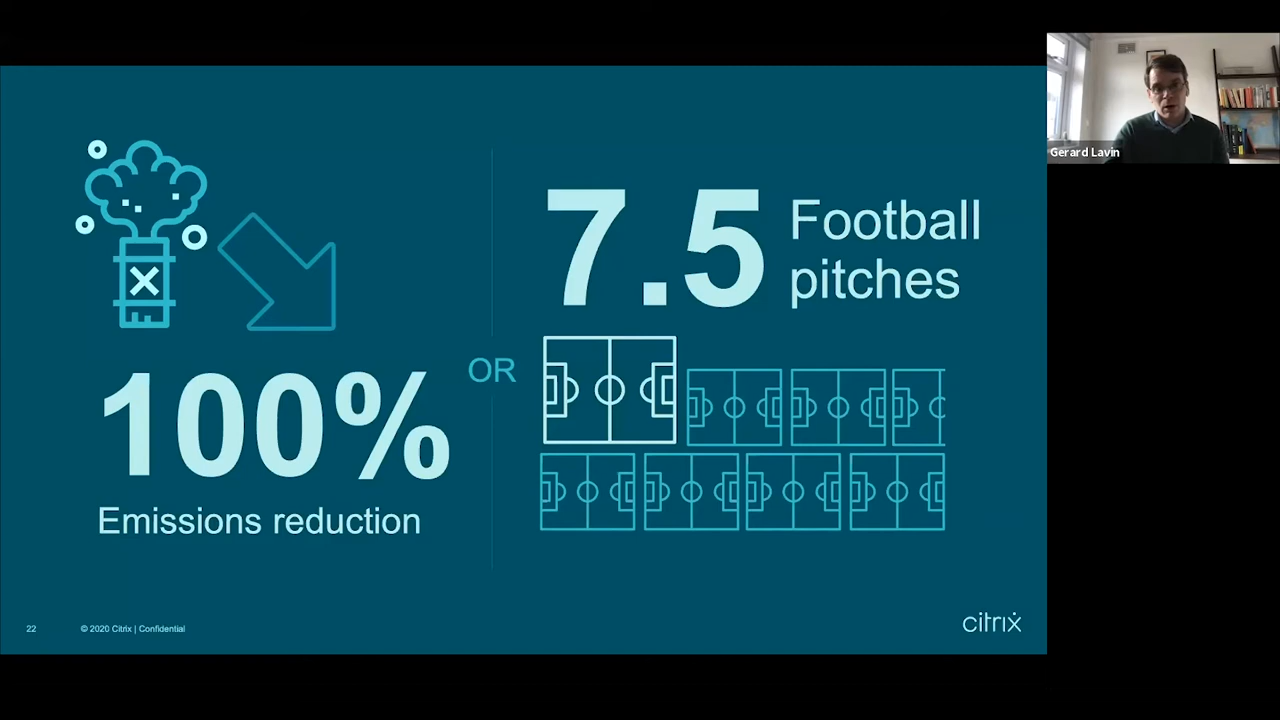 100%
Emissions reduction
OR
7.5
Football
pitches
22
© 2020 Citrix | Confidential
citrix
Gerard Lavin